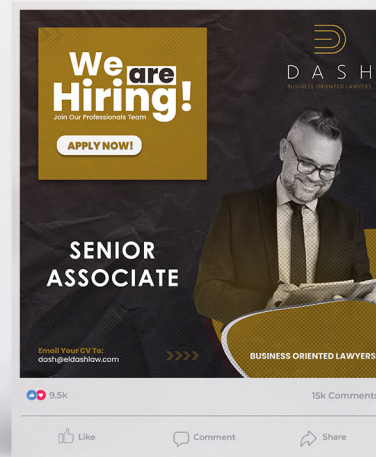 We are
Hiring!
Join Our Professionals Team
APPLY NOW!
DASH
BUSINESS ORIENTED LAWYERS
SENIOR
ASSOCIATE
Email Your CV To:
dash@eldashlaw.com
>>>>
BUSINESS ORIENTED LAWYERS
9.5k
15k Comments
Like
Comment
Share